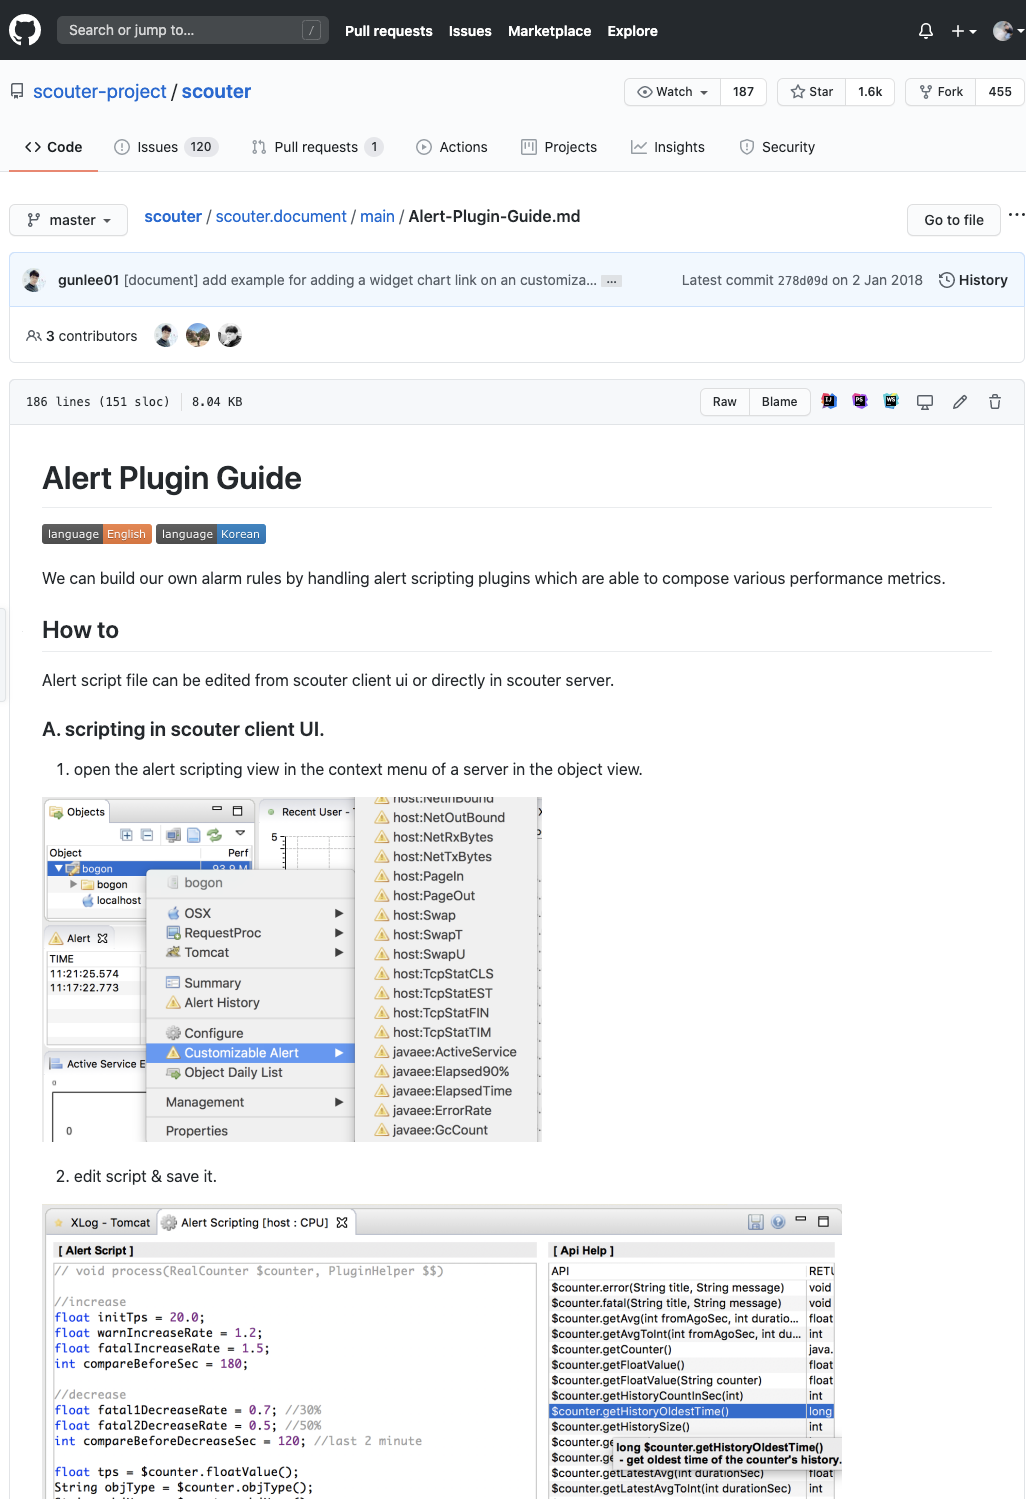 Search or jump to... /
Pull requests Issues Marketplace Explore
scouter-project / scouter
Watch 187 Star 1.6k Fork 455
Code Issues 120 Pull requests 1 Actions Projects Insights Security
master scouter / scouter.document / main / Alert-Plugin-Guide.md Go to file ...
gunlee01 [document] add example for adding a widget chart link on an customiza... ... Latest commit 278d09d on 2 Jan 2018 History
3 contributors
186 lines (151 sloc) 8.04 KB Raw Blame
Alert Plugin Guide
language English language Korean
We can build our own alarm rules by handling alert scripting plugins which are able to compose various performance metrics.
How to
Alert script file can be edited from scouter client ui or directly in scouter server.
A. scripting in scouter client UI.
1. open the alert scripting view in the context menu of a server in the object view.
Objects
Object Perf
bogon 93.9 M
bogon
localhost
Alert
TIME
11:21:25.574
11:17:22.773
Active Service E
0
0
Recent User -
5
bogon
OSX
RequestProc
Tomcat
Summary
Alert History
Configure
Customizable Alert
Object Daily List
Management
Properties
host:NetInBound
host:NetOutBound
host:NetRxBytes
host:NetTxBytes
host:PageIn
host:PageOut
host:Swap
host:SwapT
host:SwapU
host:TcpStatCLS
host:TcpStatEST
host:TcpStatFIN
host:TcpStatTIM
javaee:ActiveService
javaee:Elapsed90%
javaee:ElapsedTime
javaee:ErrorRate
javaee:GcCount
2. edit script & save it.
XLog - Tomcat Alert Scripting [host : CPU]
[ Alert Script ]
// void process(RealCounter $counter, PluginHelper $$)
//increase
float initTps = 20.0;
float warnIncreaseRate = 1.2;
float fatalIncreaseRate = 1.5;
int compareBeforeSec = 180;
//decrease
float fatal1DecreaseRate = 0.7; //30%
float fatal2DecreaseRate = 0.5; //50%
int compareBeforeDecreaseSec = 120; //last 2 minute
float tps = $counter.floatValue();
String objType = $counter.objType();
[ Api Help ]
API RETU
$counter.error(String title, String message) void
$counter.fatal(String title, String message) void
$counter.getAvg(int fromAgoSec, int duratio... float
$counter.getAvgToInt(int fromAgoSec, int du... int
$counter.getCounter() java.
$counter.getFloatValue() float
$counter.getFloatValue(String counter) float
$counter.getHistoryCountInSec(int) int
$counter.getHistoryOldestTime() long
$counter.getHistorySize() int
$counter.ge
long $counter.getHistoryOldestTime()
$counter.ge
- get oldest time of the counter's history.
$counter.getLatestAvg(int durationSec) float
$counter.getLatestAvgToInt(int durationSec) int